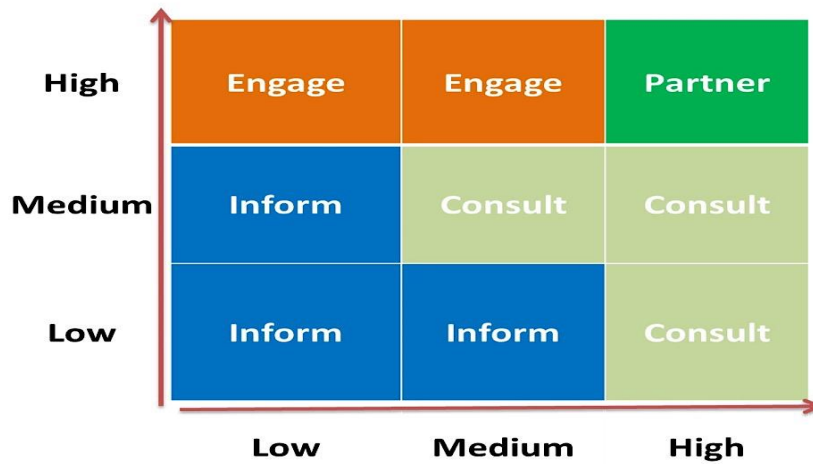 High Engage Engage Partner
Medium Inform Consult Consult
Low Inform Inform Consult
Low Medium High